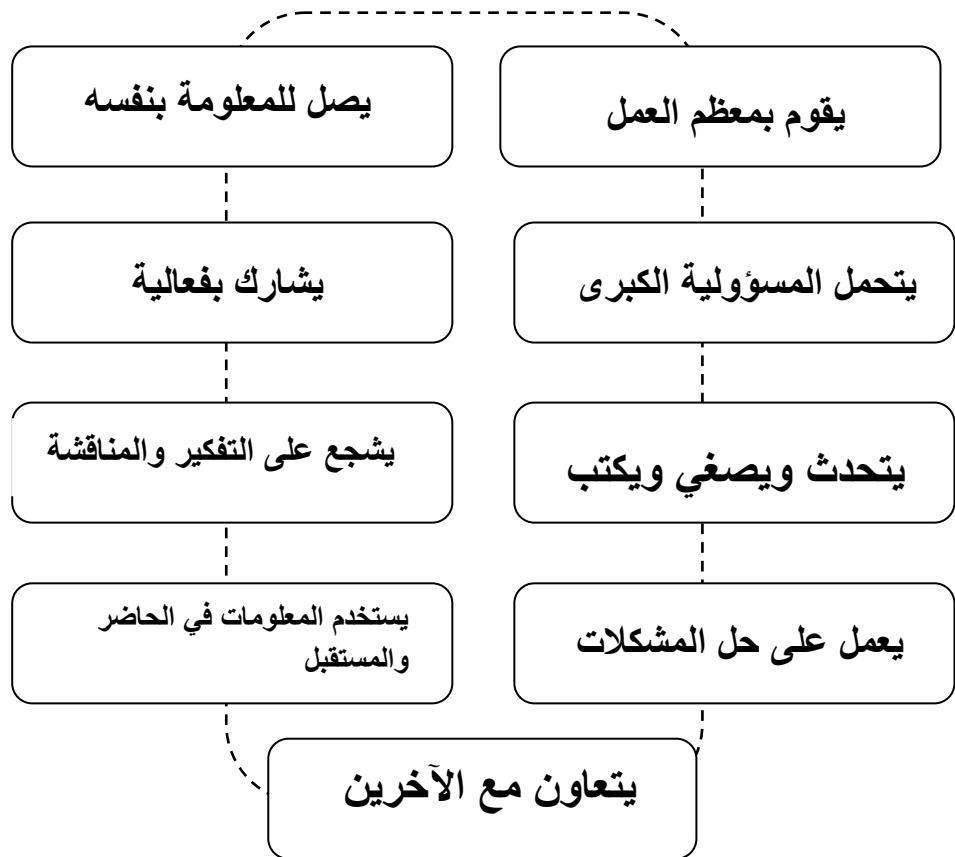 يقوم بمعظم العمل
يصل للمعلومة بنفسه
يتحمل المسؤولية الكبرى
يشارك بفعالية
يتحدث ويصغي ويكتب
يشجع على التفكير والمناقشة
يعمل على حل المشكلات
يستخدم المعلومات في الحاضر
والمستقبل
يتعاون مع الآخرين